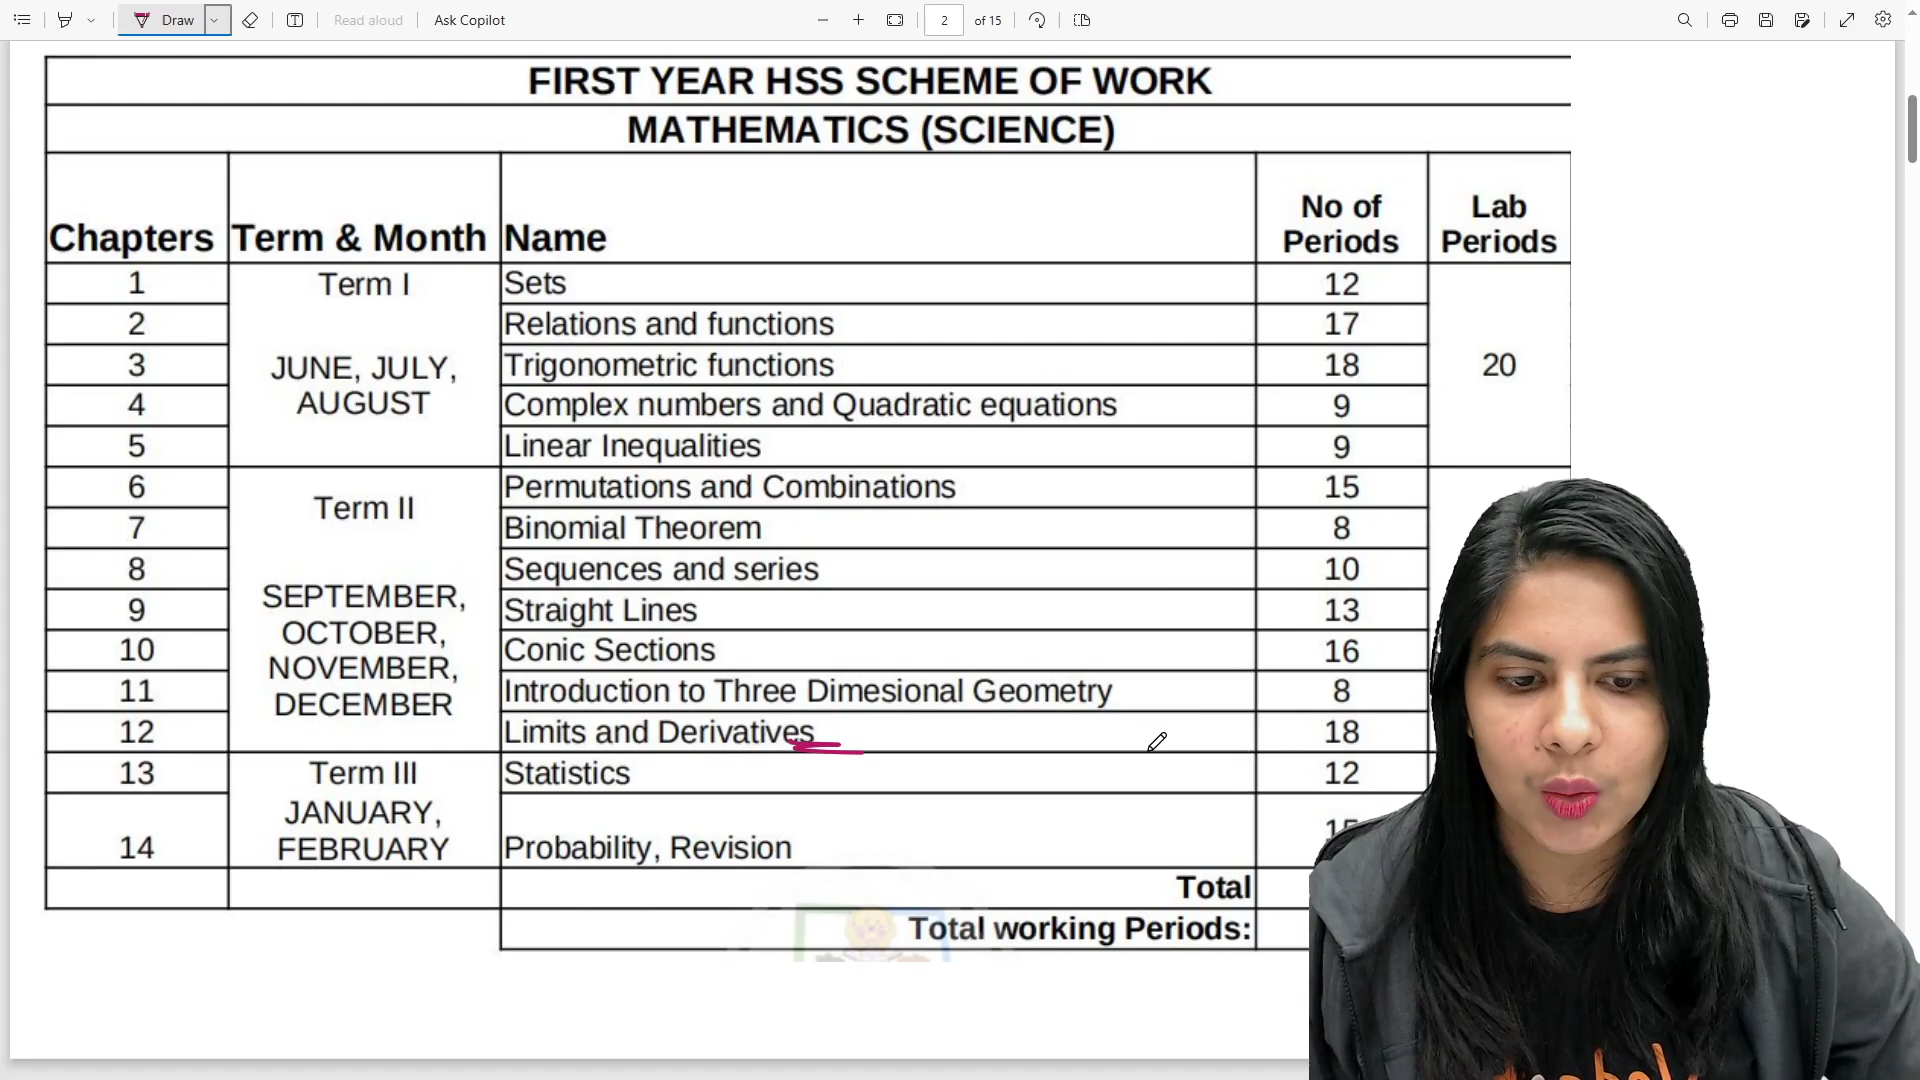 Draw
Read aloud
Ask Copilot
2
of 15
FIRST YEAR HSS SCHEME OF WORK
MATHEMATICS (SCIENCE)
Chapters
Term & Month
Name
No of
Periods
Lab
Periods
1
Term I
Sets
12
2
Relations and functions
17
3
JUNE, JULY,
AUGUST
Trigonometric functions
18
20
4
Complex numbers and Quadratic equations
9
5
Linear Inequalities
9
6
Term II
Permutations and Combinations
15
7
Binomial Theorem
8
8
SEPTEMBER,
OCTOBER,
NOVEMBER,
DECEMBER
Sequences and series
10
9
Straight Lines
13
10
Conic Sections
16
11
Introduction to Three Dimesional Geometry
8
12
Limits and Derivatives
18
13
Term III
JANUARY,
FEBRUARY
Statistics
12
14
Probability, Revision
Total
Total working Periods: